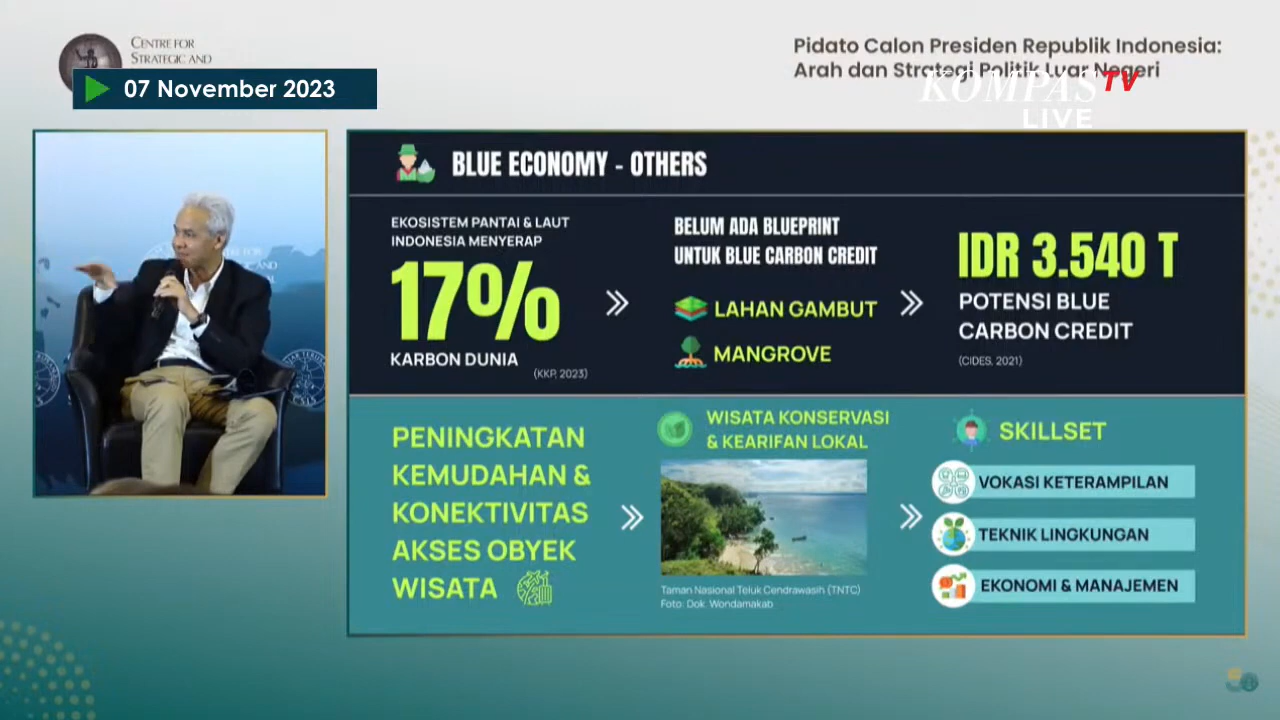 CENTRE FOR
STRATEGIC AND
07 November 2023
Pidato Calon Presiden Republik Indonesia:
Arah dan Strategi Politik Luar Negeri
KOMPAS TV
LIVE
BLUE ECONOMY - OTHERS
EKOSISTEM PANTAI & LAUT
INDONESIA MENYERAP
17%
KARBON DUNIA
(KKP, 2023)
BELUM ADA BLUEPRINT
UNTUK BLUE CARBON CREDIT
LAHAN GAMBUT
MANGROVE
IDR 3.540 T
POTENSI BLUE
CARBON CREDIT
(CIDES, 2021)
PENINGKATAN
KEMUDAHAN &
KONEKTIVITAS
AKSES OBYEK
WISATA
WISATA KONSERVASI
& KEARIFAN LOKAL
Taman Nasional Teluk Cendrawasih (TNTC)
Foto: Dok. Wondamakab
SKILLSET
VOKASI KETERAMPILAN
TEKNIK LINGKUNGAN
EKONOMI & MANAJEMEN